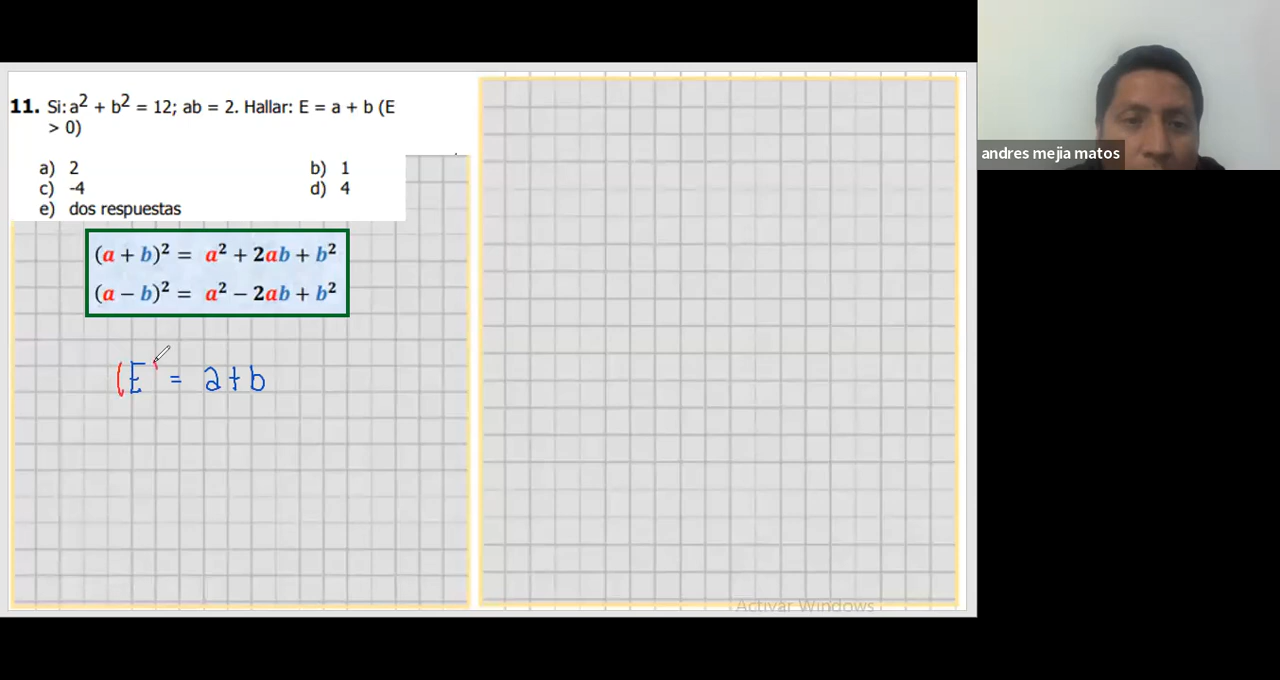 11. Si: a² + b² = 12; ab = 2. Hallar: E = a + b (E
> 0)
a) 2
b) 1
c) -4
d) 4
e) dos respuestas
(a + b)² = a² + 2ab + b²
(a − b)² = a² − 2ab + b²
(E = a+b
andres mejia matos
Activar Windows